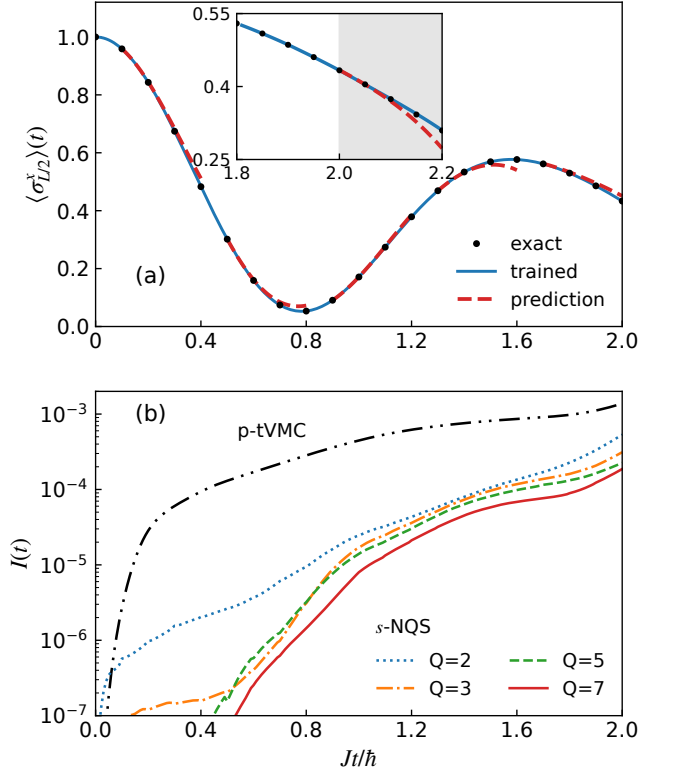 0.55
0.4
0.25
1.8 2.0 2.2
⟨σˣ_{L/2}⟩(t)
1.0
0.8
0.6
0.4
0.2
0.0
(a)
exact
trained
prediction
0 0.4 0.8 1.2 1.6 2.0
(b)
p-tVMC
I(t)
10⁻³
10⁻⁴
10⁻⁵
10⁻⁶
10⁻⁷
s-NQS
Q=2 Q=5
Q=3 Q=7
0.0 0.4 0.8 1.2 1.6 2.0
Jt/ħ